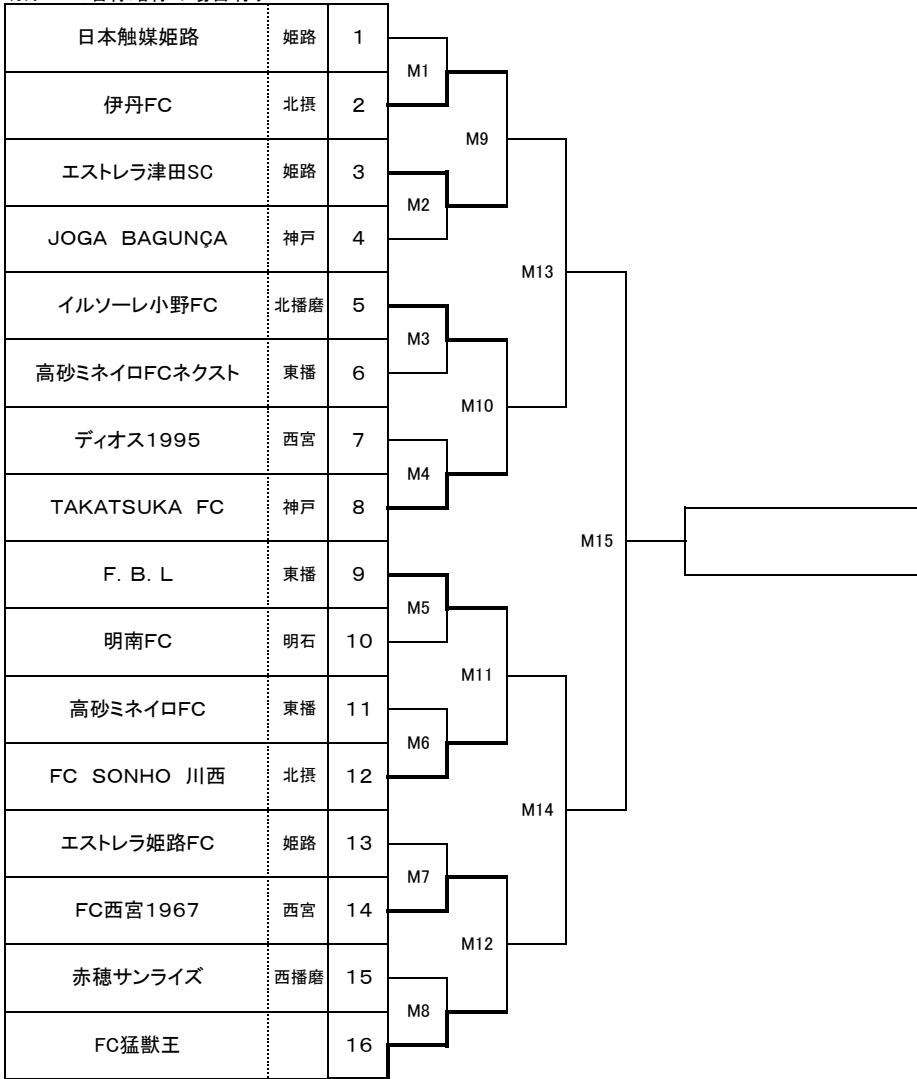 日本触媒姫路 姫路 1
M1
伊丹FC 北摂 2
M9
エストレラ津田SC 姫路 3
M2
JOGA BAGUNÇA 神戸 4
M13
イルソーレ小野FC 北播磨 5
M3
高砂ミネイロFCネクスト 東播 6
M10
ディオス1995 西宮 7
M4
TAKATSUKA FC 神戸 8
M15
F.B.L 東播 9
M5
明南FC 明石 10
M11
高砂ミネイロFC 東播 11
M6
FC SONHO 川西 北摂 12
M14
エストレラ姫路FC 姫路 13
M7
FC西宮1967 西宮 14
M12
赤穂サンライズ 西播磨 15
M8
FC猛獣王 16